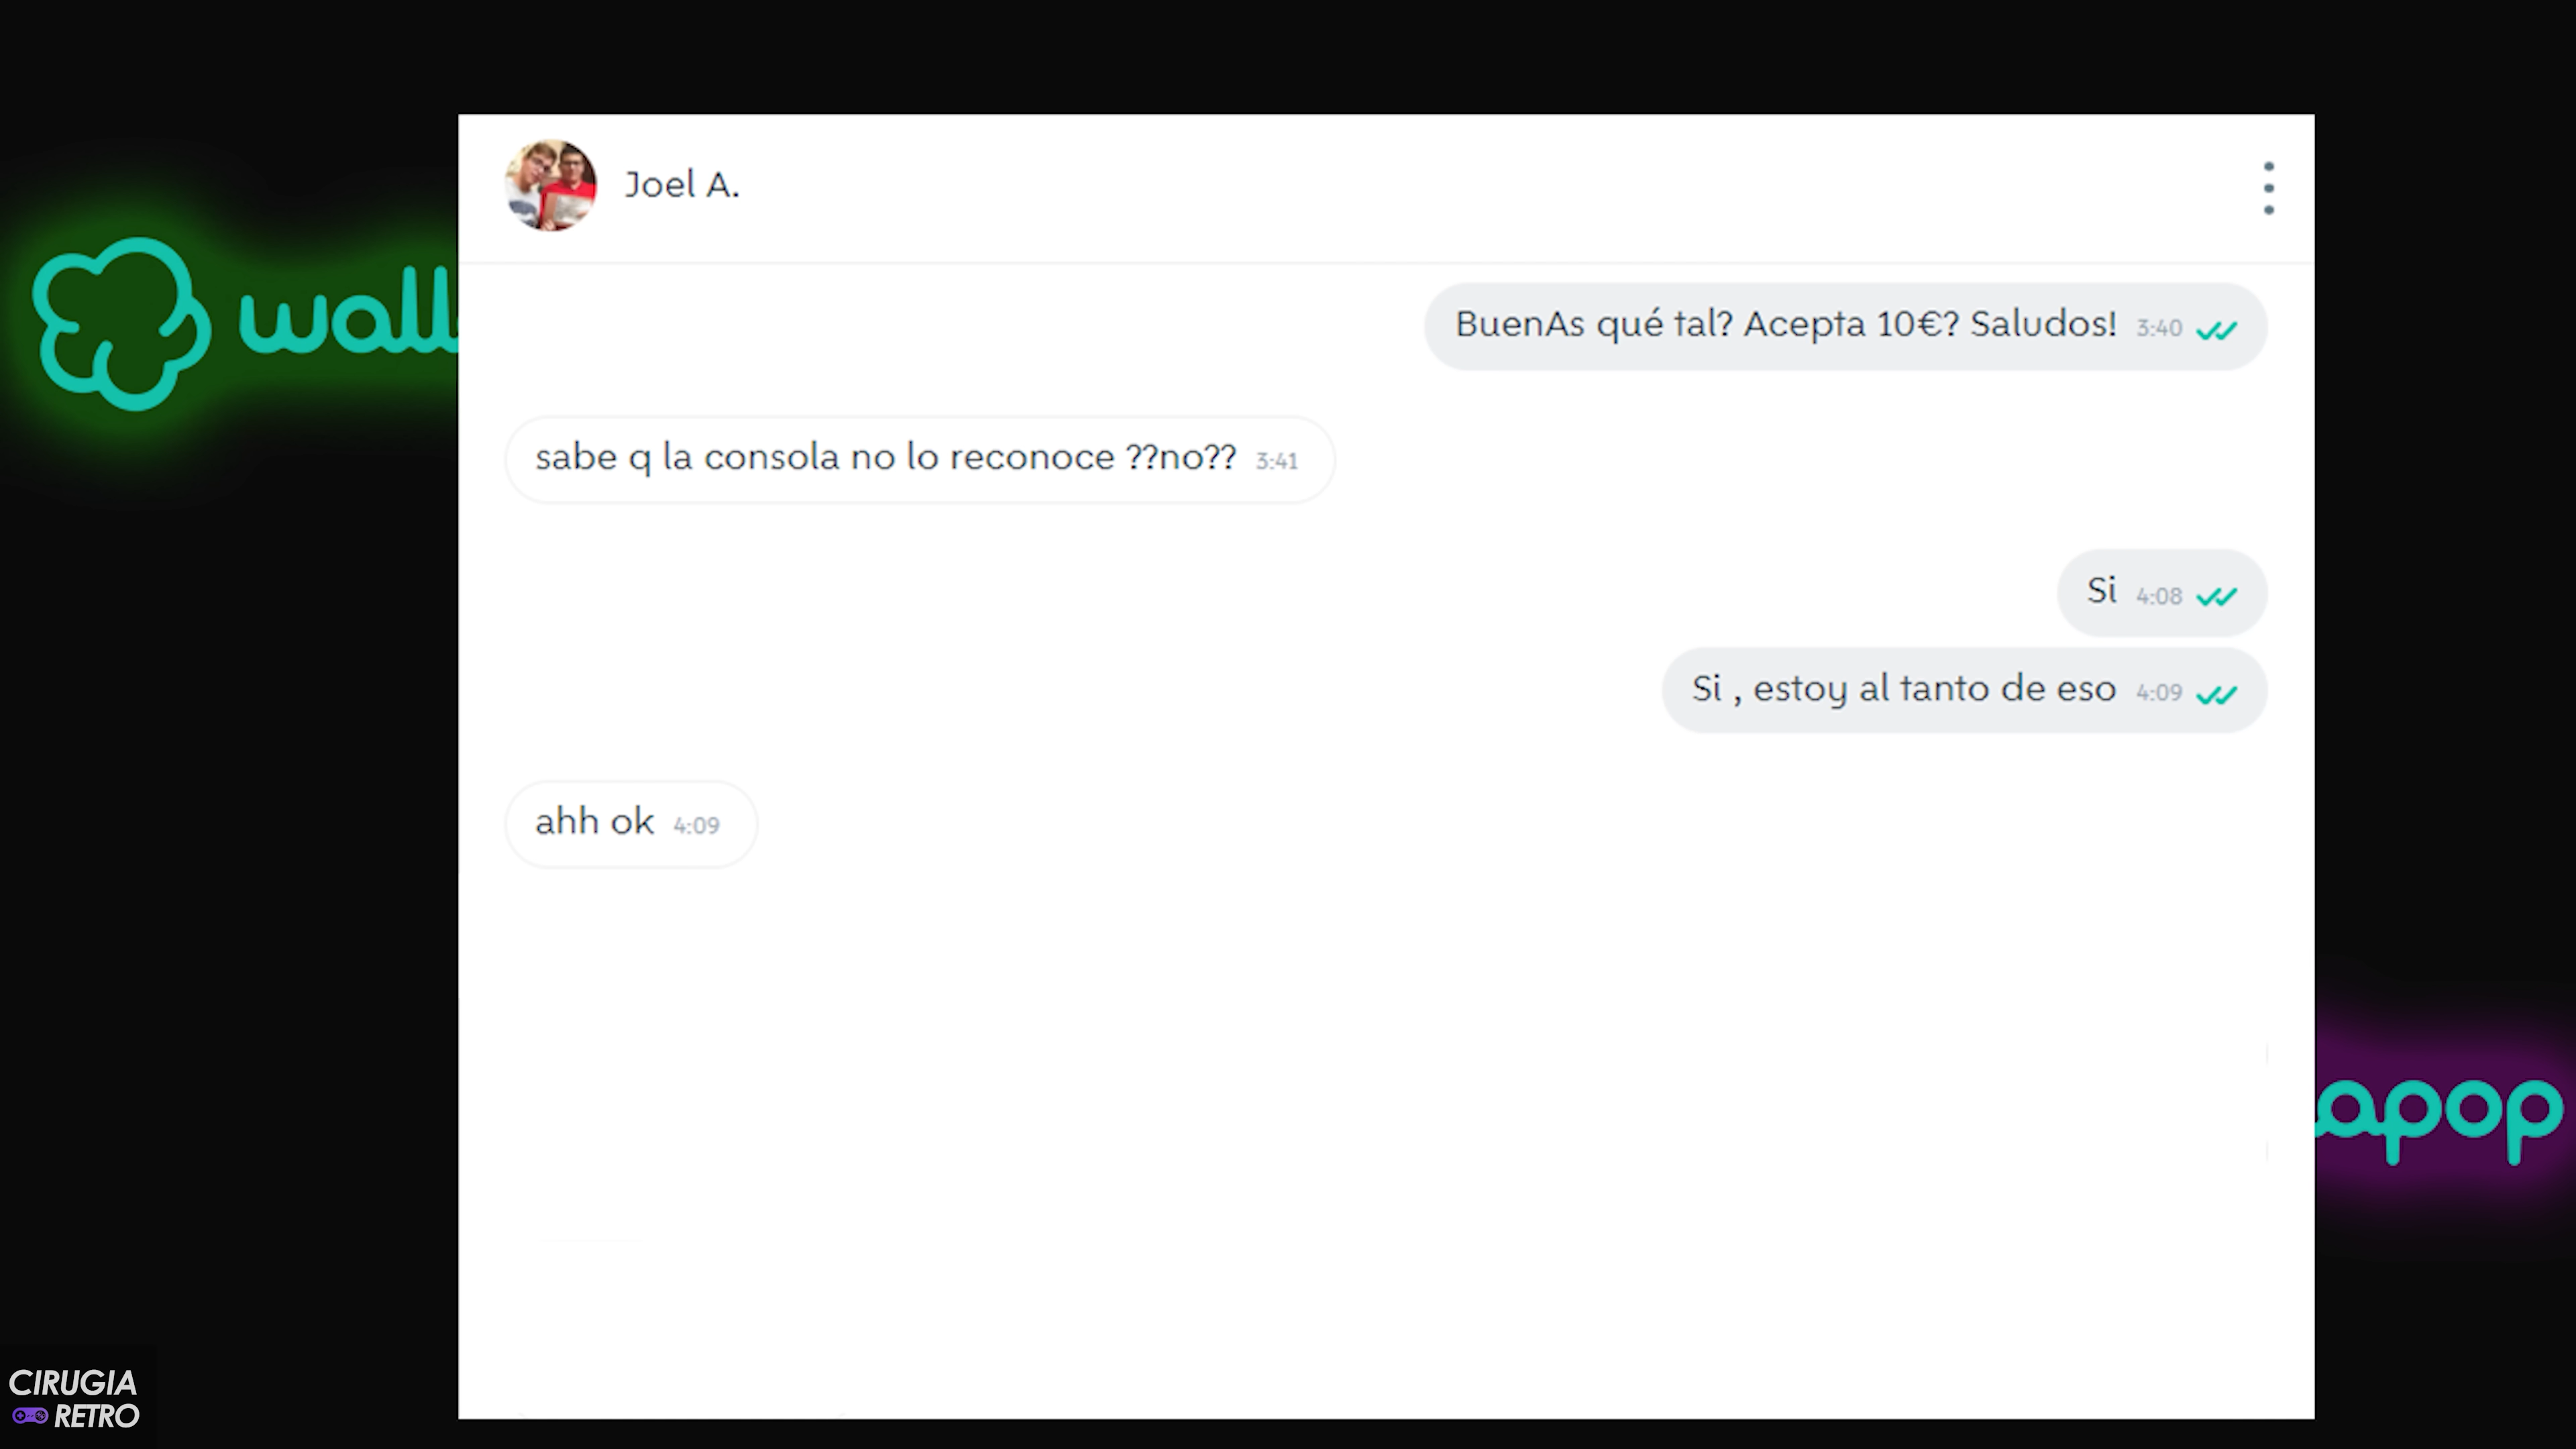 Joel A.
wall
BuenAs qué tal? Acepta 10€? Saludos! 3:40
sabe q la consola no lo reconoce ??no?? 3:41
Si 4:08
Si , estoy al tanto de eso 4:09
ahh ok 4:09
apop
CIRUGIA
RETRO